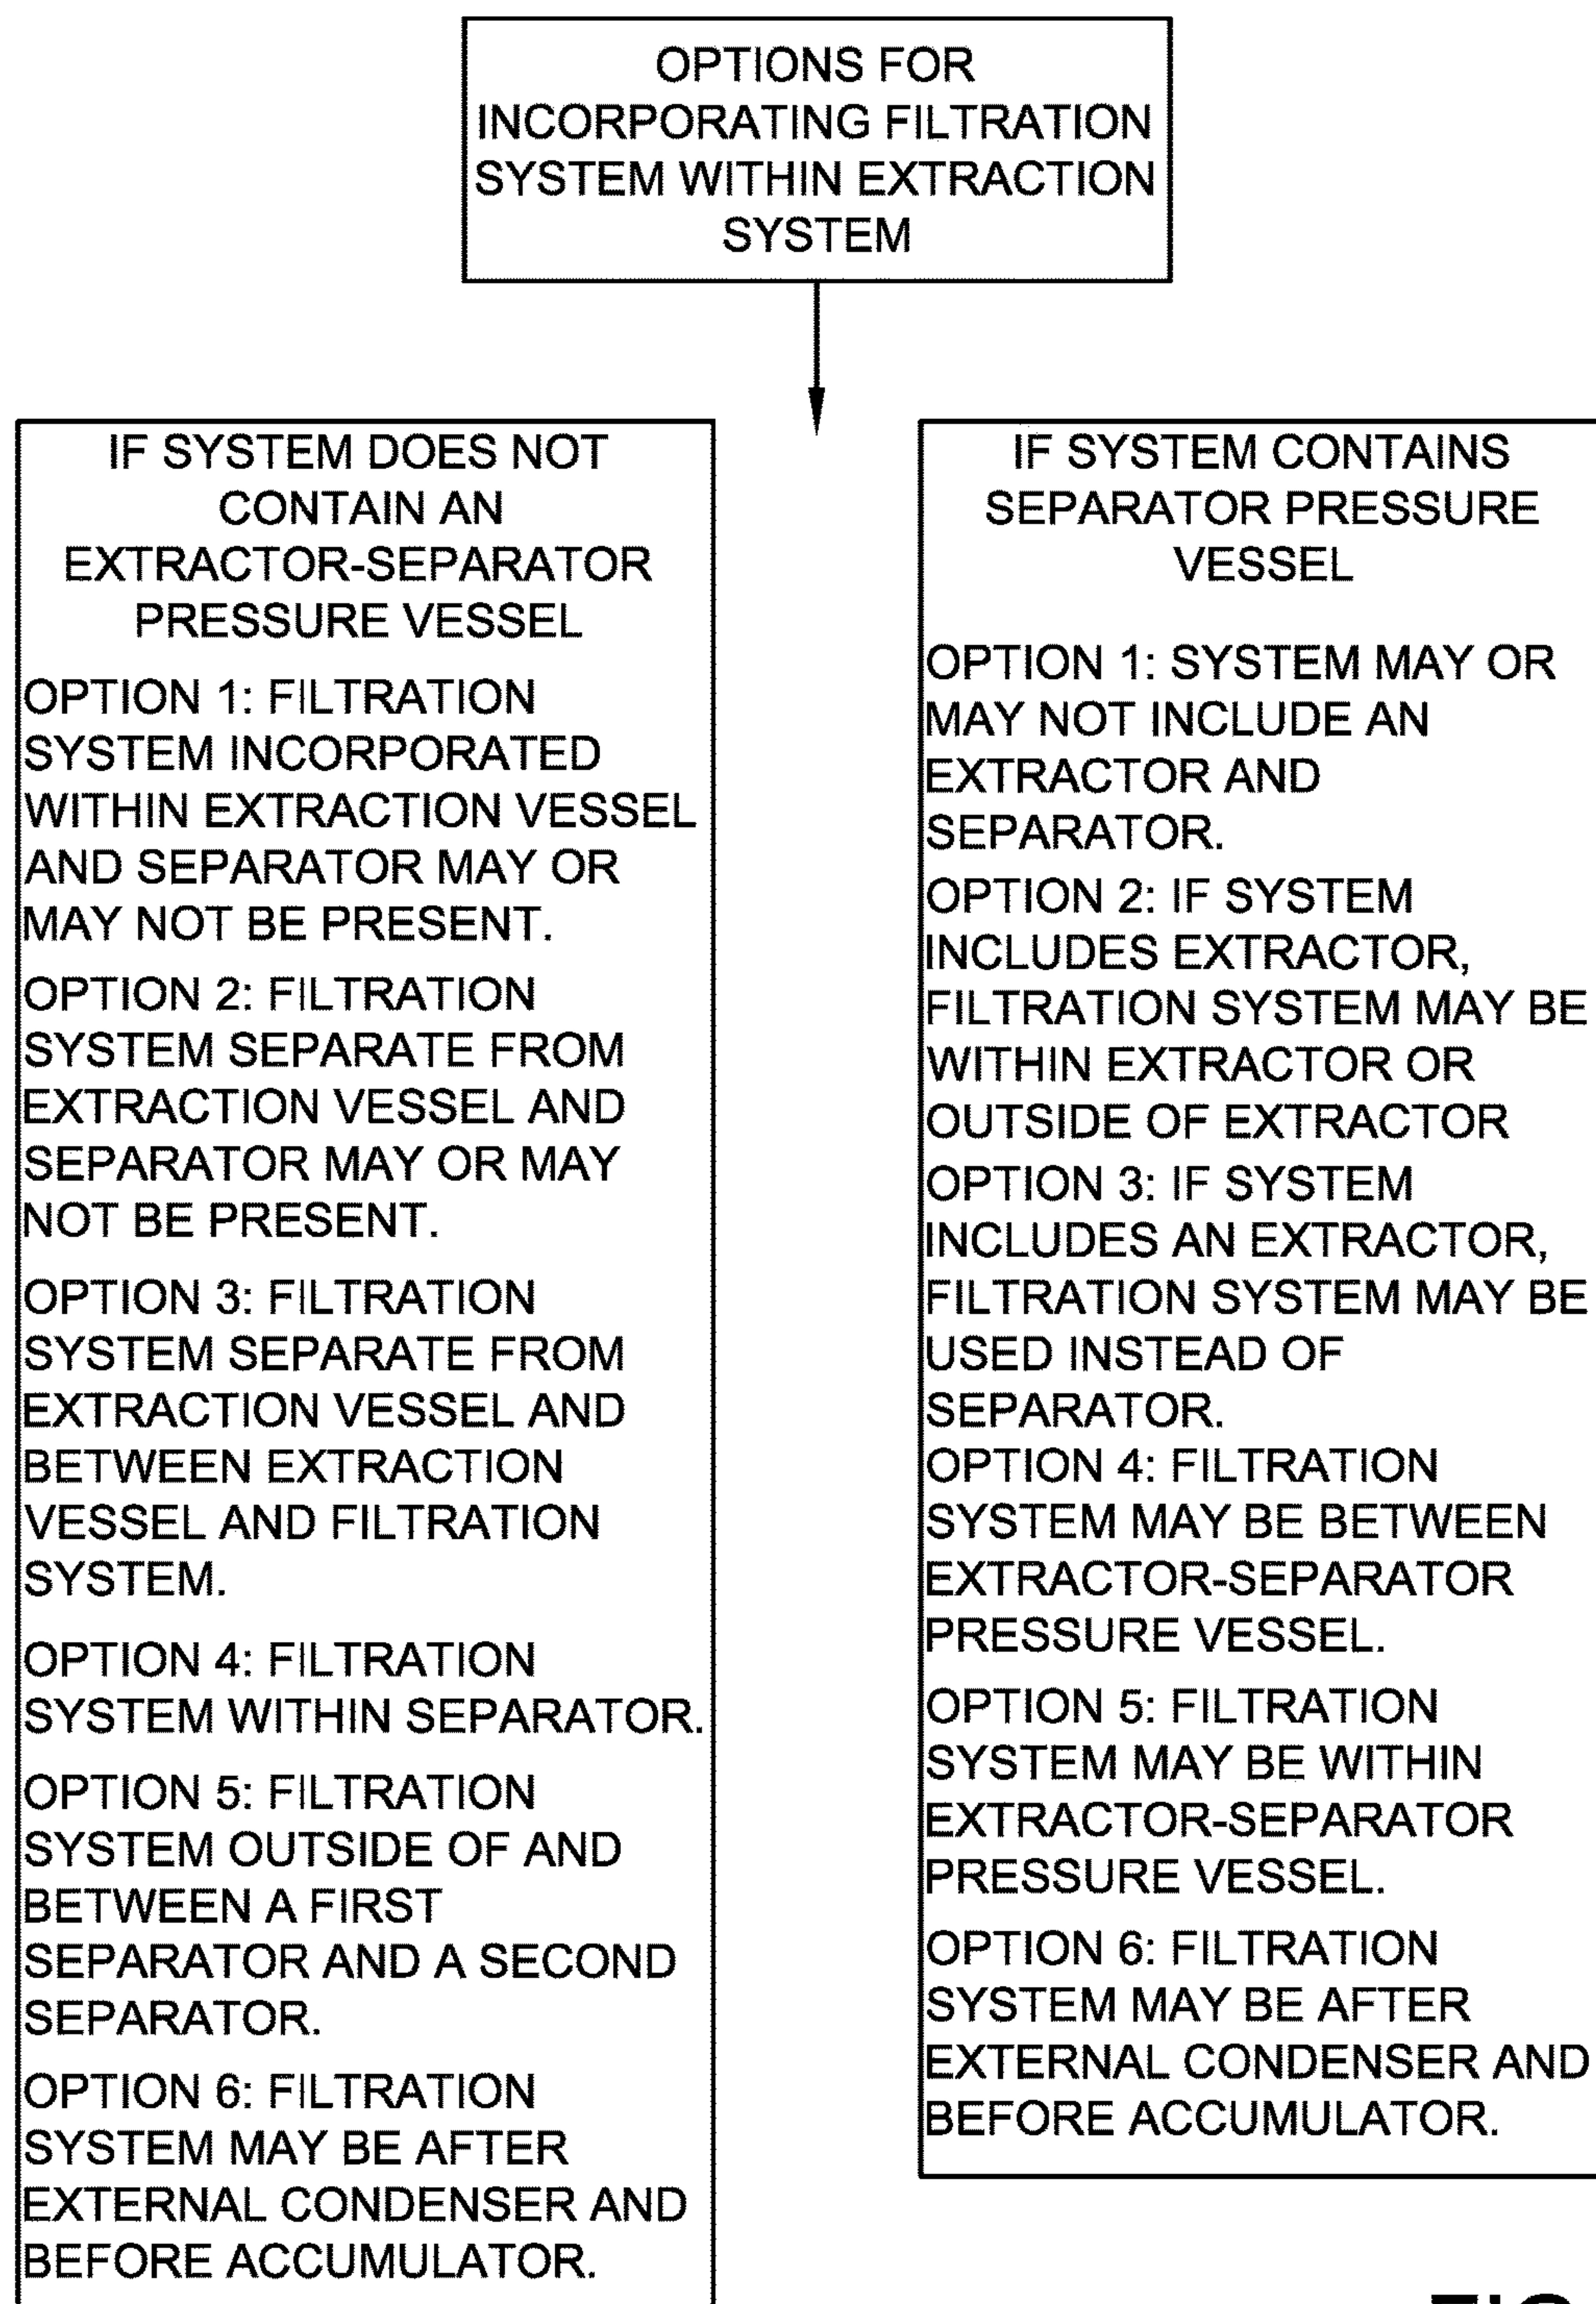 OPTIONS FOR
INCORPORATING FILTRATION
SYSTEM WITHIN EXTRACTION
SYSTEM
IF SYSTEM DOES NOT
CONTAIN AN
EXTRACTOR-SEPARATOR
PRESSURE VESSEL
OPTION 1: FILTRATION
SYSTEM INCORPORATED
WITHIN EXTRACTION VESSEL
AND SEPARATOR MAY OR
MAY NOT BE PRESENT.
OPTION 2: FILTRATION
SYSTEM SEPARATE FROM
EXTRACTION VESSEL AND
SEPARATOR MAY OR MAY
NOT BE PRESENT.
OPTION 3: FILTRATION
SYSTEM SEPARATE FROM
EXTRACTION VESSEL AND
BETWEEN EXTRACTION
VESSEL AND FILTRATION
SYSTEM.
OPTION 4: FILTRATION
SYSTEM WITHIN SEPARATOR.
OPTION 5: FILTRATION
SYSTEM OUTSIDE OF AND
BETWEEN A FIRST
SEPARATOR AND A SECOND
SEPARATOR.
OPTION 6: FILTRATION
SYSTEM MAY BE AFTER
EXTERNAL CONDENSER AND
BEFORE ACCUMULATOR.
IF SYSTEM CONTAINS
SEPARATOR PRESSURE
VESSEL
OPTION 1: SYSTEM MAY OR
MAY NOT INCLUDE AN
EXTRACTOR AND
SEPARATOR.
OPTION 2: IF SYSTEM
INCLUDES EXTRACTOR,
FILTRATION SYSTEM MAY BE
WITHIN EXTRACTOR OR
OUTSIDE OF EXTRACTOR
OPTION 3: IF SYSTEM
INCLUDES AN EXTRACTOR,
FILTRATION SYSTEM MAY BE
USED INSTEAD OF
SEPARATOR.
OPTION 4: FILTRATION
SYSTEM MAY BE BETWEEN
EXTRACTOR-SEPARATOR
PRESSURE VESSEL.
OPTION 5: FILTRATION
SYSTEM MAY BE WITHIN
EXTRACTOR-SEPARATOR
PRESSURE VESSEL.
OPTION 6: FILTRATION
SYSTEM MAY BE AFTER
EXTERNAL CONDENSER AND
BEFORE ACCUMULATOR.